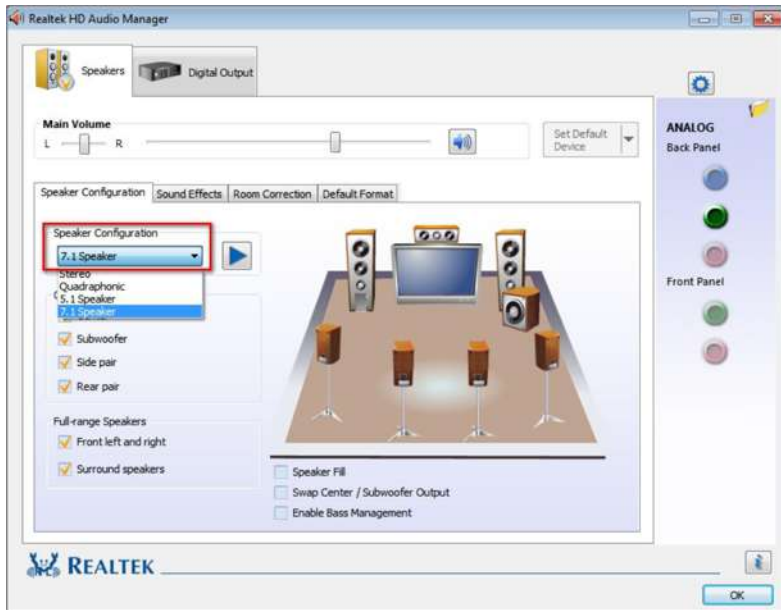 Realtek HD Audio Manager
Speakers
Digital Output
Main Volume
L
R
Set Default
Device
ANALOG
Back Panel
Speaker Configuration
Sound Effects
Room Correction
Default Format
Speaker Configuration
7.1 Speaker
Stereo
Quadraphonic
5.1 Speaker
7.1 Speaker
Subwoofer
Side pair
Rear pair
Full-range Speakers
Front left and right
Surround speakers
Front Panel
Speaker Fill
Swap Center / Subwoofer Output
Enable Bass Management
REALTEK
i
OK